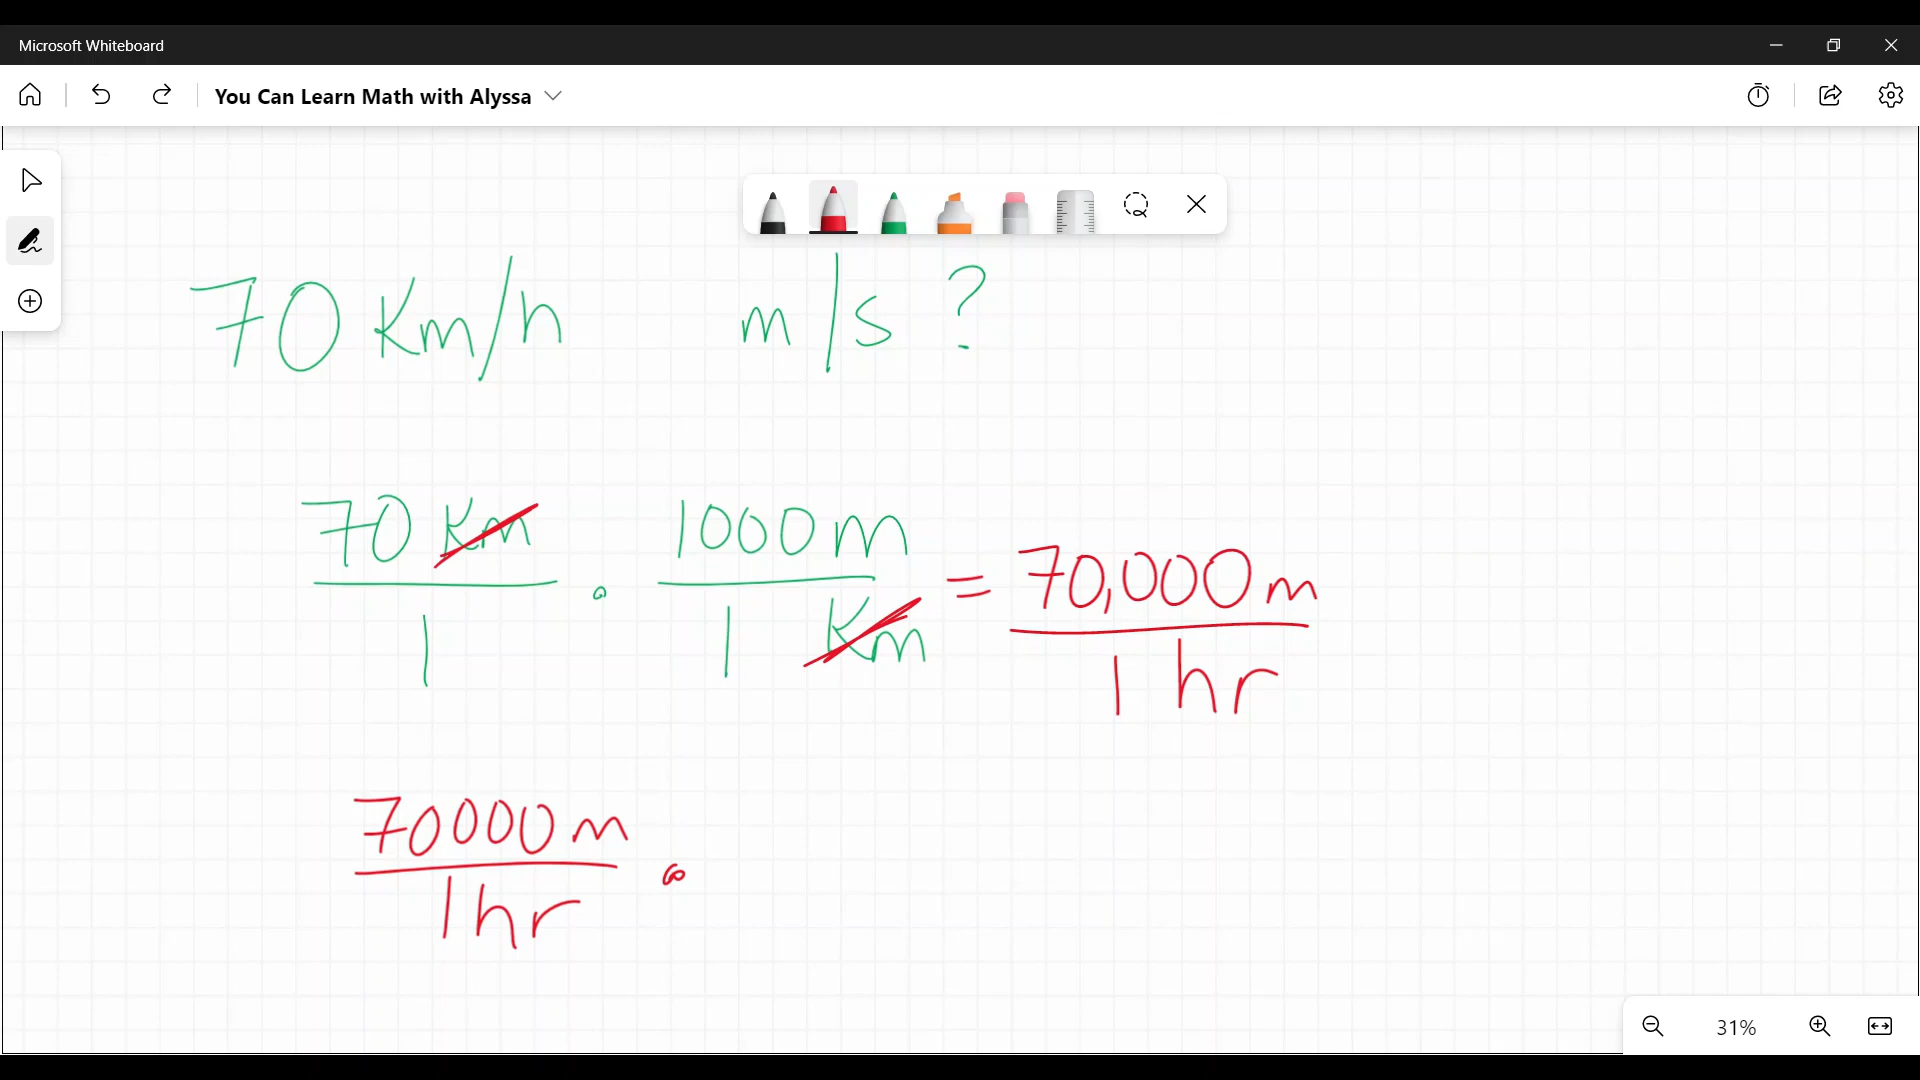 Microsoft Whiteboard
You Can Learn Math with Alyssa
70 Km/h m/s ?
70 Km / 1 · 1000 m / 1 Km = 70,000 m / 1 hr
70000 m / 1 hr ·
31%